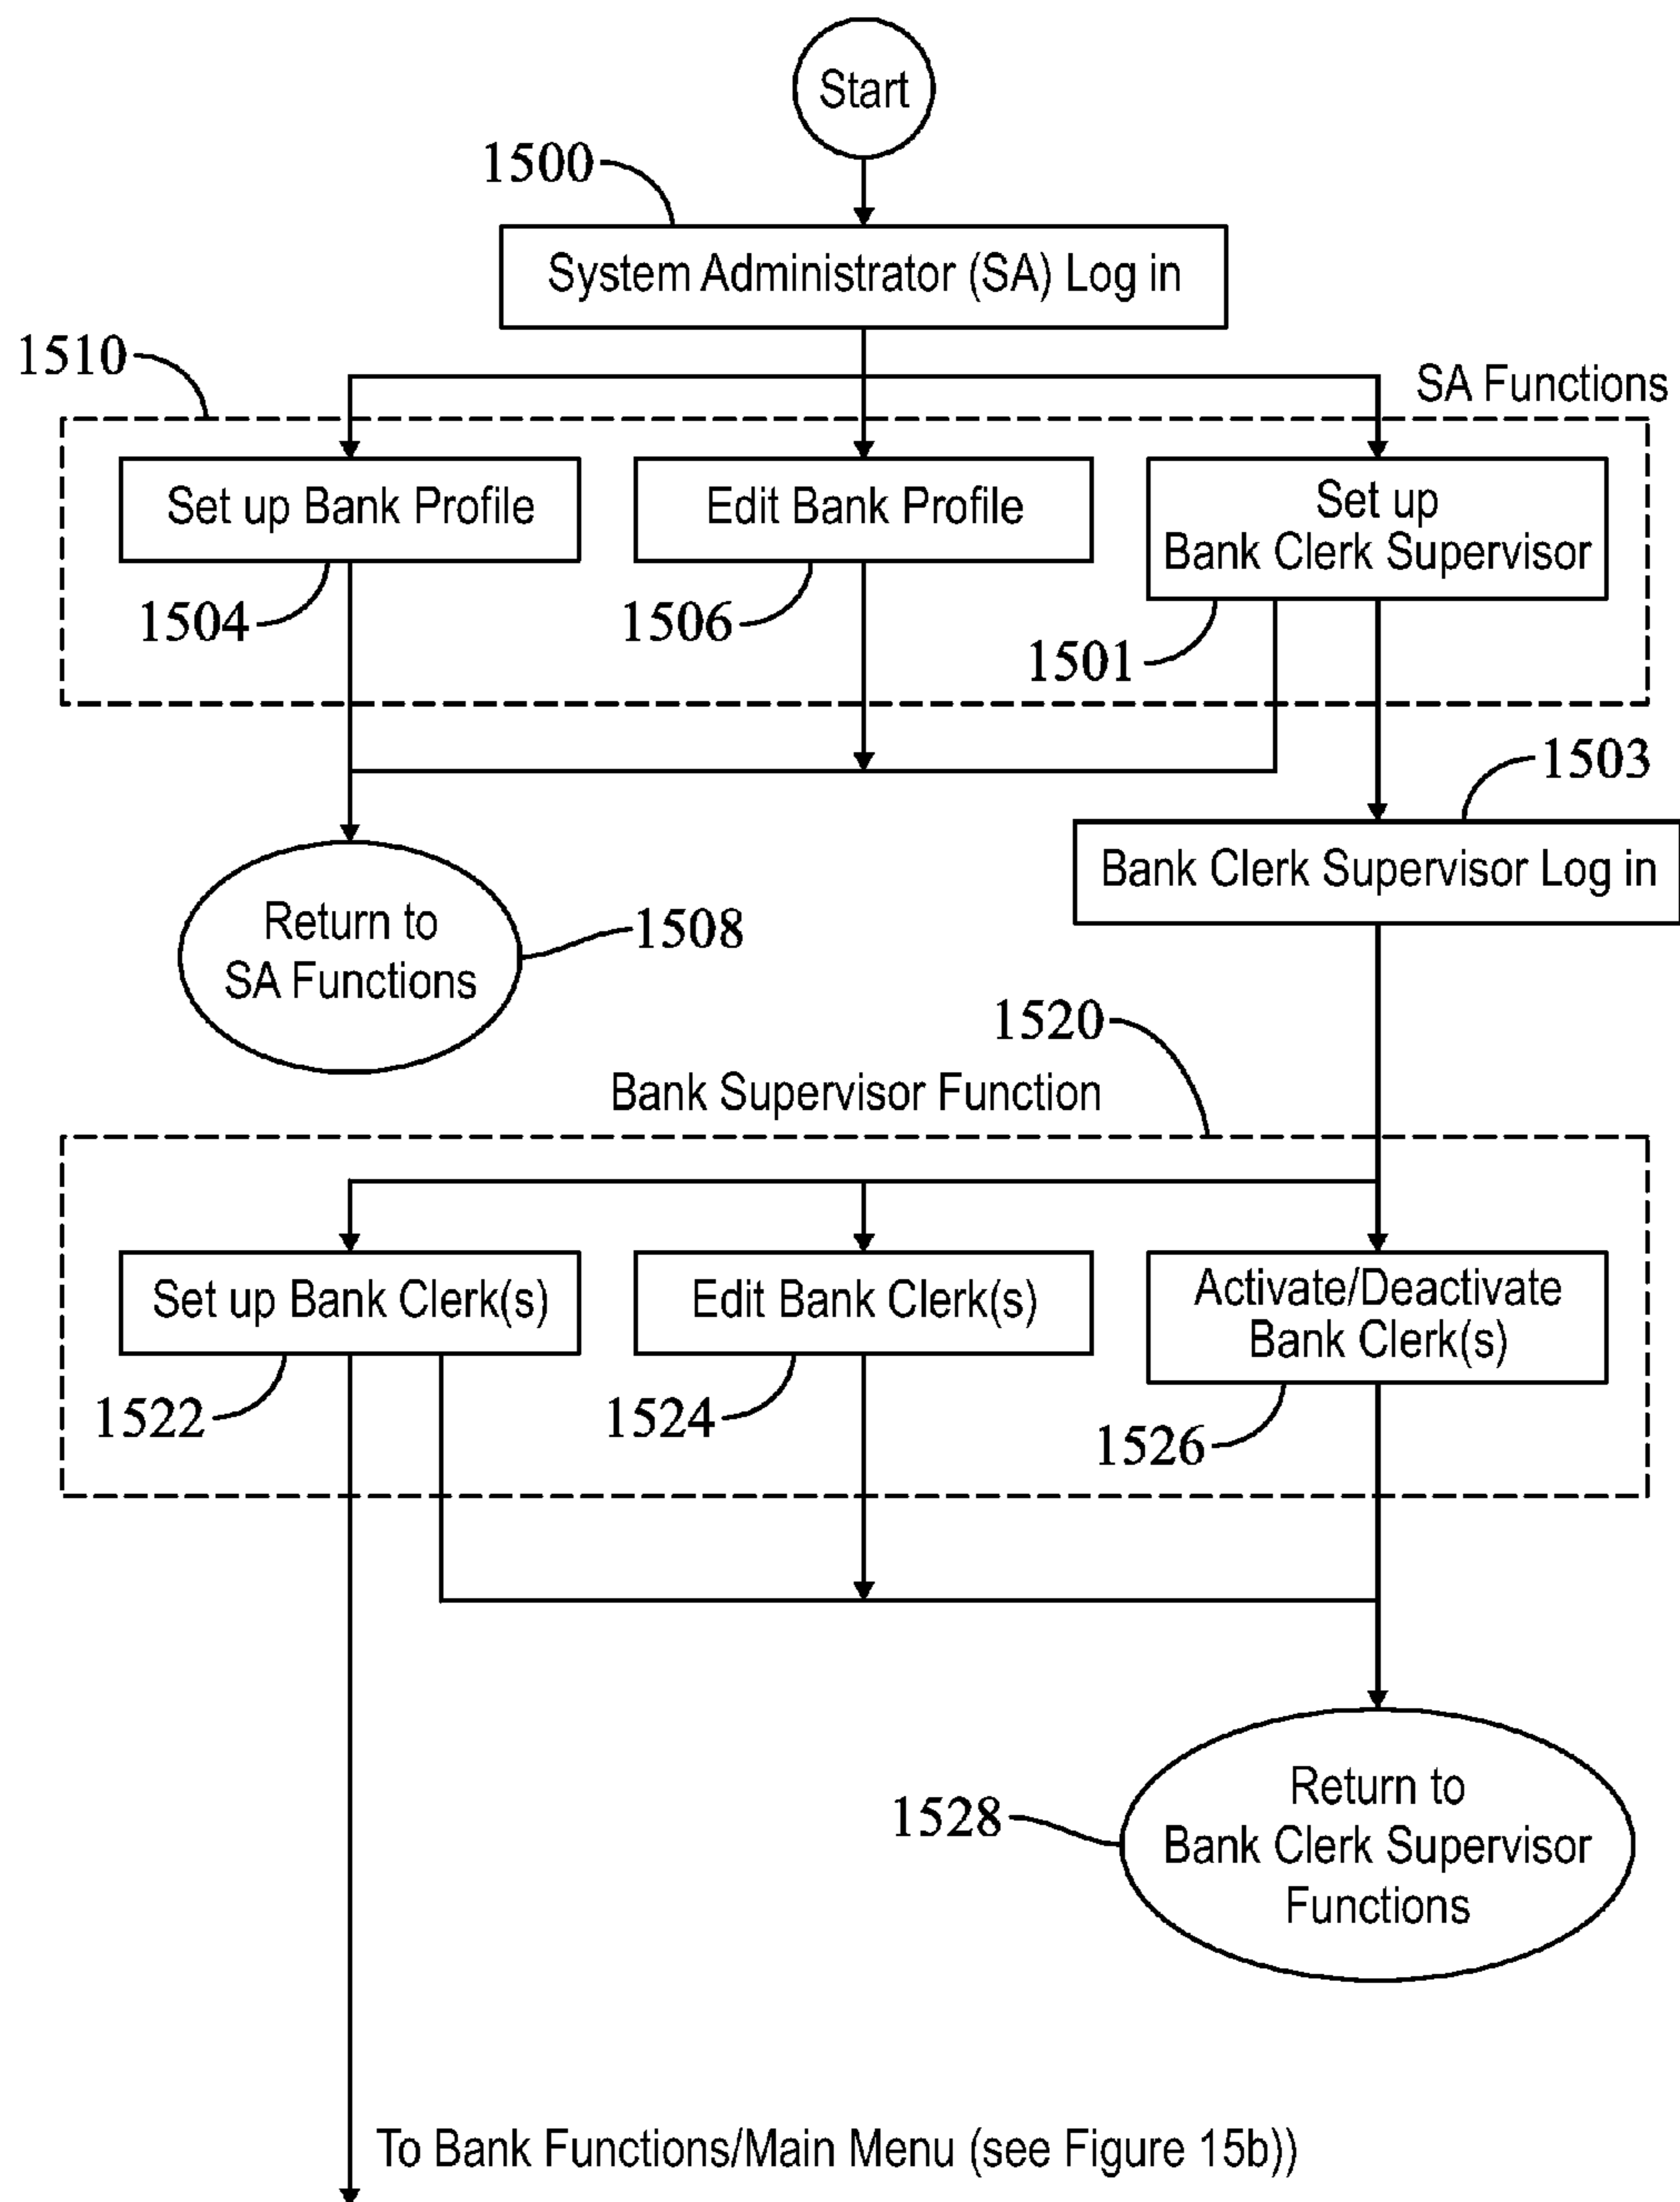 Start
1500
System Administrator (SA) Log in
1510
SA Functions
Set up Bank Profile
Edit Bank Profile
Set up
Bank Clerk Supervisor
1504
1506
1501
1503
Bank Clerk Supervisor Log in
Return to
SA Functions
1508
1520
Bank Supervisor Function
Set up Bank Clerk(s)
Edit Bank Clerk(s)
Activate/Deactivate
Bank Clerk(s)
1522
1524
1526
1528
Return to
Bank Clerk Supervisor
Functions
To Bank Functions/Main Menu (see Figure 15b))